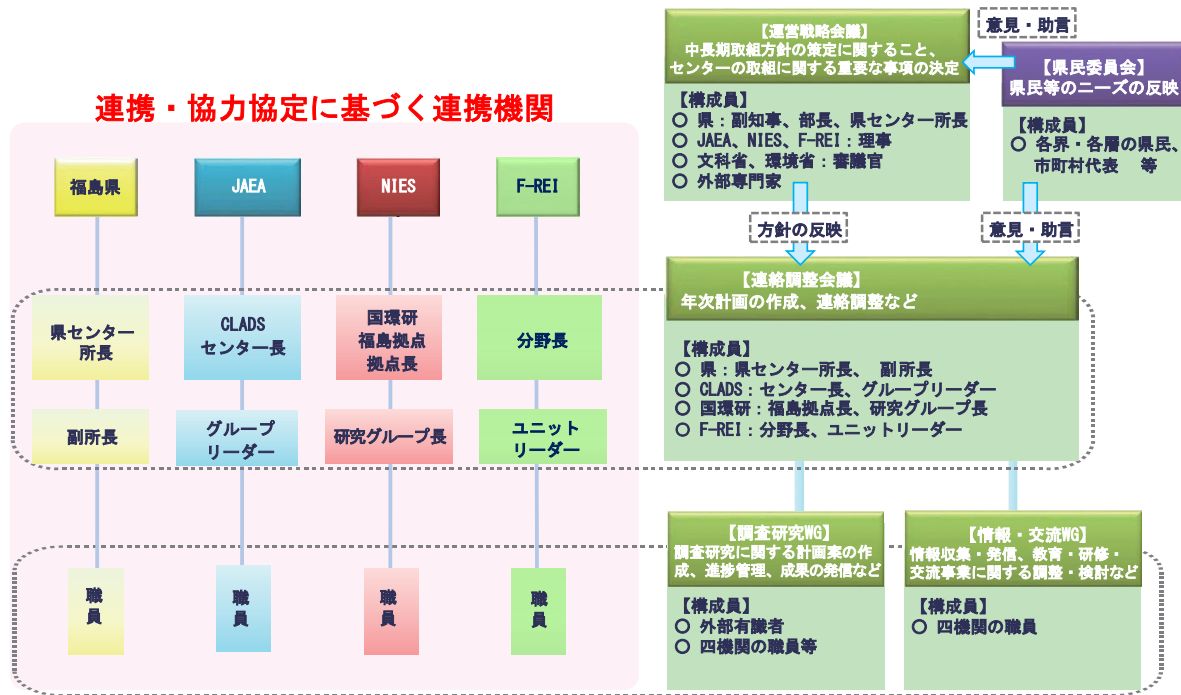 連携・協力協定に基づく連携機関
福島県
JAEA
NIES
F-REI
県センター
所長
CLADS
センター長
国環研
福島拠点
拠点長
分野長
副所長
グループ
リーダー
研究グループ長
ユニット
リーダー
職員
職員
職員
職員
【運営戦略会議】
中長期取組方針の策定に関すること、
センターの取組に関する重要な事項の決定
【構成員】
○ 県：副知事、部長、県センター所長
○ JAEA、NIES、F-REI：理事
○ 文科省、環境省：審議官
○ 外部専門家
意見・助言
【県民委員会】
県民等のニーズの反映
【構成員】
○ 各界・各層の県民、
市町村代表　等
方針の反映
意見・助言
【連絡調整会議】
年次計画の作成、連絡調整など
【構成員】
○ 県：県センター所長、 副所長
○ CLADS：センター長、グループリーダー
○ 国環研：福島拠点長、研究グループ長
○ F-REI：分野長、ユニットリーダー
【調査研究WG】
調査研究に関する計画案の作
成、進捗管理、成果の発信など
【構成員】
○ 外部有識者
○ 四機関の職員等
【情報・交流WG】
情報収集・発信、教育・研修・
交流事業に関する調整・検討など
【構成員】
○ 四機関の職員